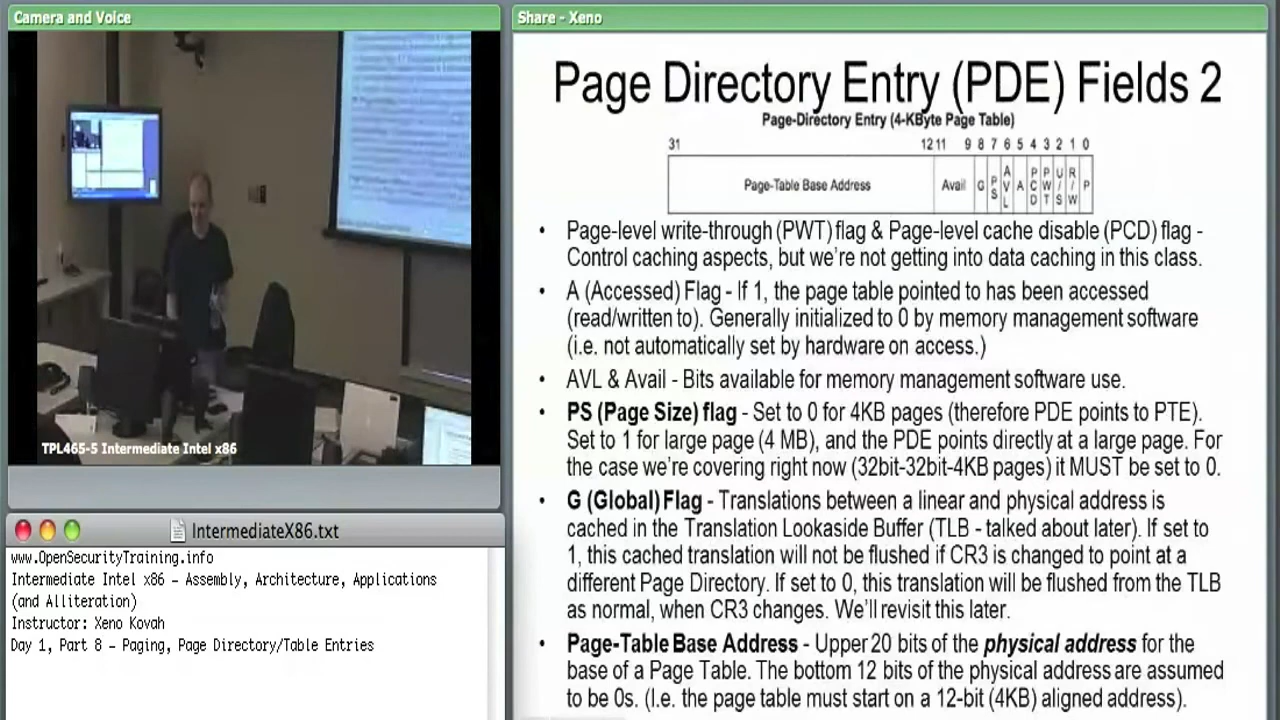 Camera and Voice
TPL465-5 Intermediate Intel x86
IntermediateX86.txt
www.OpenSecurityTraining.info
Intermediate Intel x86 – Assembly, Architecture, Applications
(and Alliteration)
Instructor: Xeno Kovah
Day 1, Part 8 – Paging, Page Directory/Table Entries
Share - Xeno
Page Directory Entry (PDE) Fields 2
Page-Directory Entry (4-KByte Page Table)
31 12 11 9 8 7 6 5 4 3 2 1 0
Page-Table Base Address Avail G PS AVL A PCD PWT U/S R/W P
• Page-level write-through (PWT) flag & Page-level cache disable (PCD) flag -
Control caching aspects, but we're not getting into data caching in this class.
• A (Accessed) Flag - If 1, the page table pointed to has been accessed
(read/written to). Generally initialized to 0 by memory management software
(i.e. not automatically set by hardware on access.)
• AVL & Avail - Bits available for memory management software use.
• PS (Page Size) flag - Set to 0 for 4KB pages (therefore PDE points to PTE).
Set to 1 for large page (4 MB), and the PDE points directly at a large page. For
the case we're covering right now (32bit-32bit-4KB pages) it MUST be set to 0.
• G (Global) Flag - Translations between a linear and physical address is
cached in the Translation Lookaside Buffer (TLB - talked about later). If set to
1, this cached translation will not be flushed if CR3 is changed to point at a
different Page Directory. If set to 0, this translation will be flushed from the TLB
as normal, when CR3 changes. We'll revisit this later.
• Page-Table Base Address - Upper 20 bits of the physical address for the
base of a Page Table. The bottom 12 bits of the physical address are assumed
to be 0s. (I.e. the page table must start on a 12-bit (4KB) aligned address).